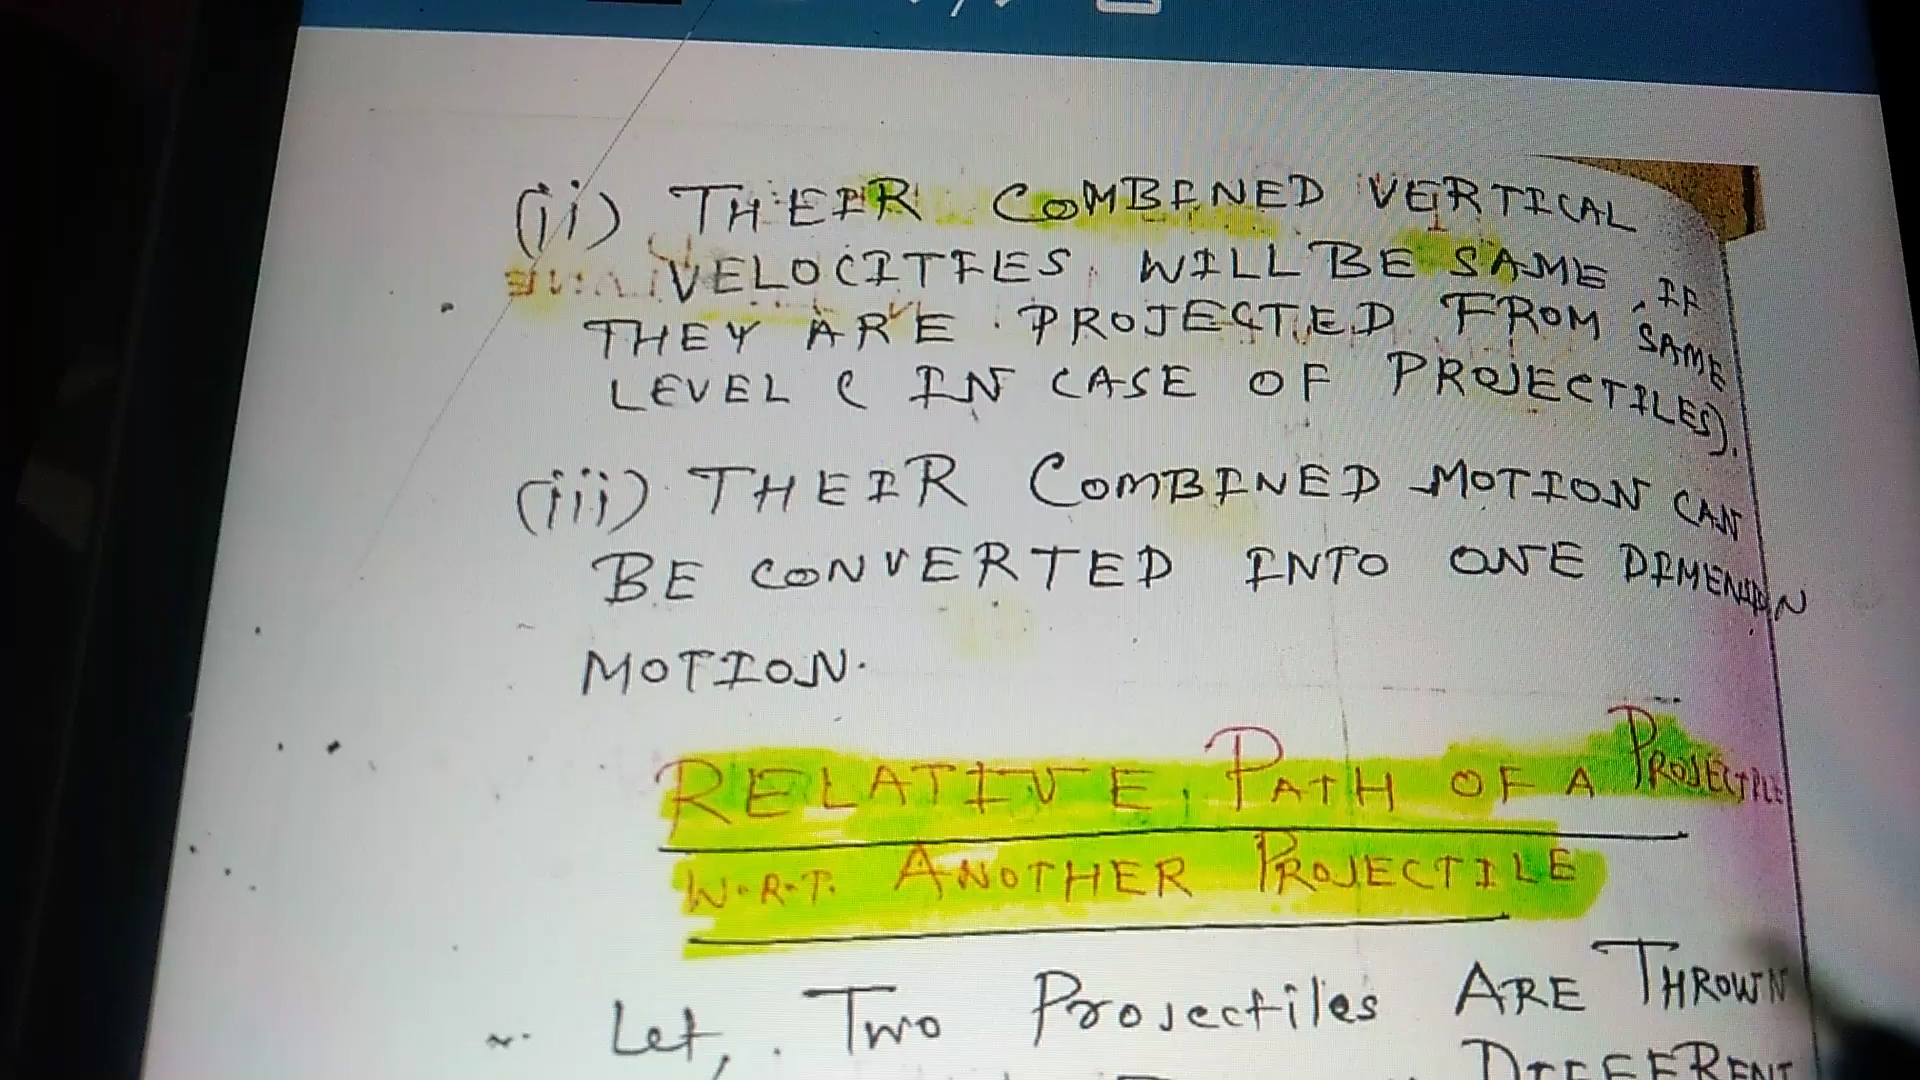 (ii) THEIR COMBINED VERTICAL
VELOCITIES WILL BE SAME, IF
THEY ARE PROJECTED FROM SAME
LEVEL ( IN CASE OF PROJECTILES).
(iii) THEIR COMBINED MOTION CAN
BE CONVERTED INTO ONE DIMENSION
MOTION.
RELATIVE PATH OF A PROJECTILE
W.R.T. ANOTHER PROJECTILE
Let, Two Projectiles ARE THROWN
DIFFERENT